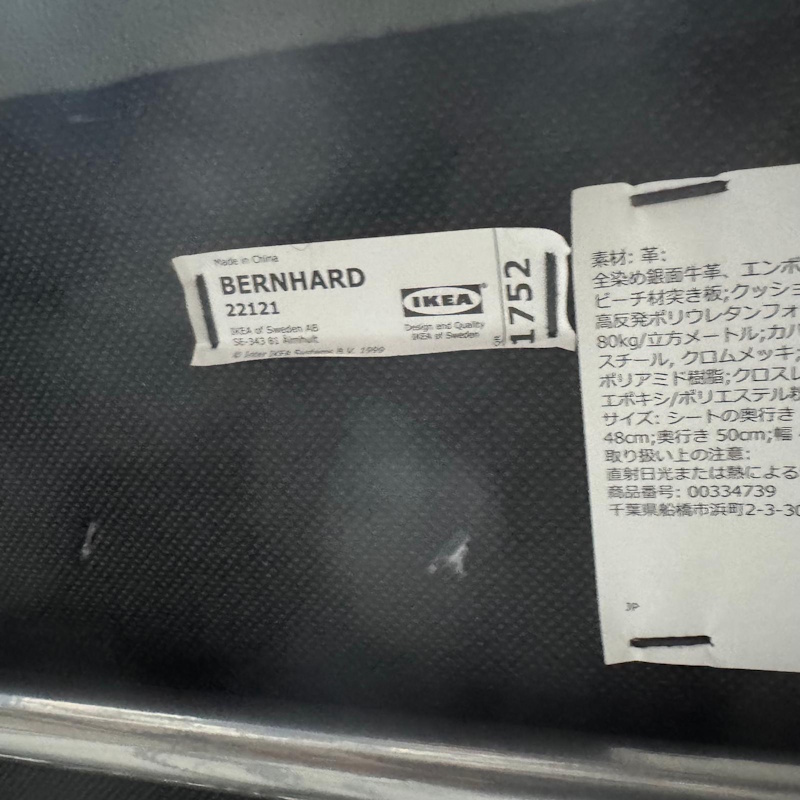 Made in China
BERNHARD
22121
IKEA of Sweden AB
SE-343 81 Älmhult
© Inter IKEA Systems B.V. 1999
IKEA
Design and Quality
IKEA of Sweden
1752
素材: 革:
全染め銀面牛革、エンボ
ビーチ材突き板;クッショ
高反発ポリウレタンフォ
80kg/立方メートル;カバ
スチール, クロムメッキ;
ポリアミド樹脂;クロスレ
エポキシ/ポリエステル粉
サイズ: シートの奥行き
48cm;奥行き 50cm;幅
取り扱い上の注意:
直射日光または熱による
商品番号: 00334739
千葉県船橋市浜町2-3-30
JP